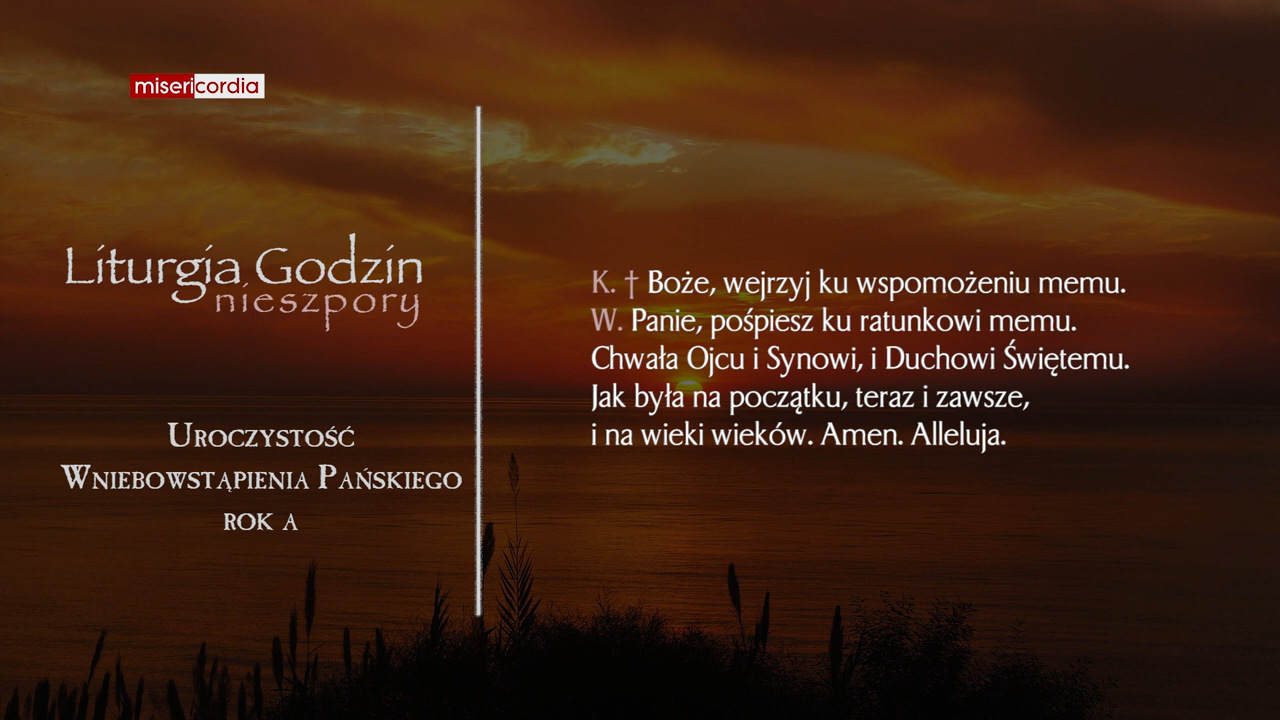 misericordia
Liturgia Godzin
nieszpory
Uroczystość
Wniebowstąpienia Pańskiego
rok a
K. † Boże, wejrzyj ku wspomożeniu memu.
W. Panie, pośpiesz ku ratunkowi memu.
Chwała Ojcu i Synowi, i Duchowi Świętemu.
Jak była na początku, teraz i zawsze,
i na wieki wieków. Amen. Alleluja.